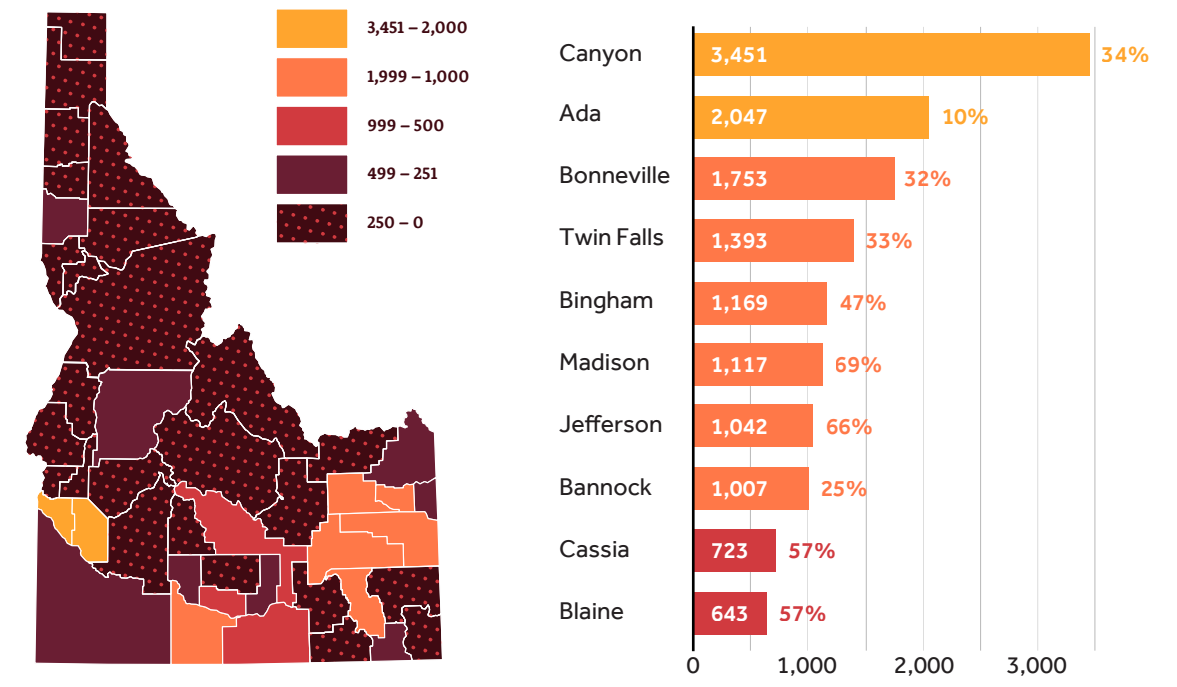 3,451 – 2,000
1,999 – 1,000
999 – 500
499 – 251
250 – 0
Canyon 3,451 34%
Ada 2,047 10%
Bonneville 1,753 32%
Twin Falls 1,393 33%
Bingham 1,169 47%
Madison 1,117 69%
Jefferson 1,042 66%
Bannock 1,007 25%
Cassia 723 57%
Blaine 643 57%
0 1,000 2,000 3,000